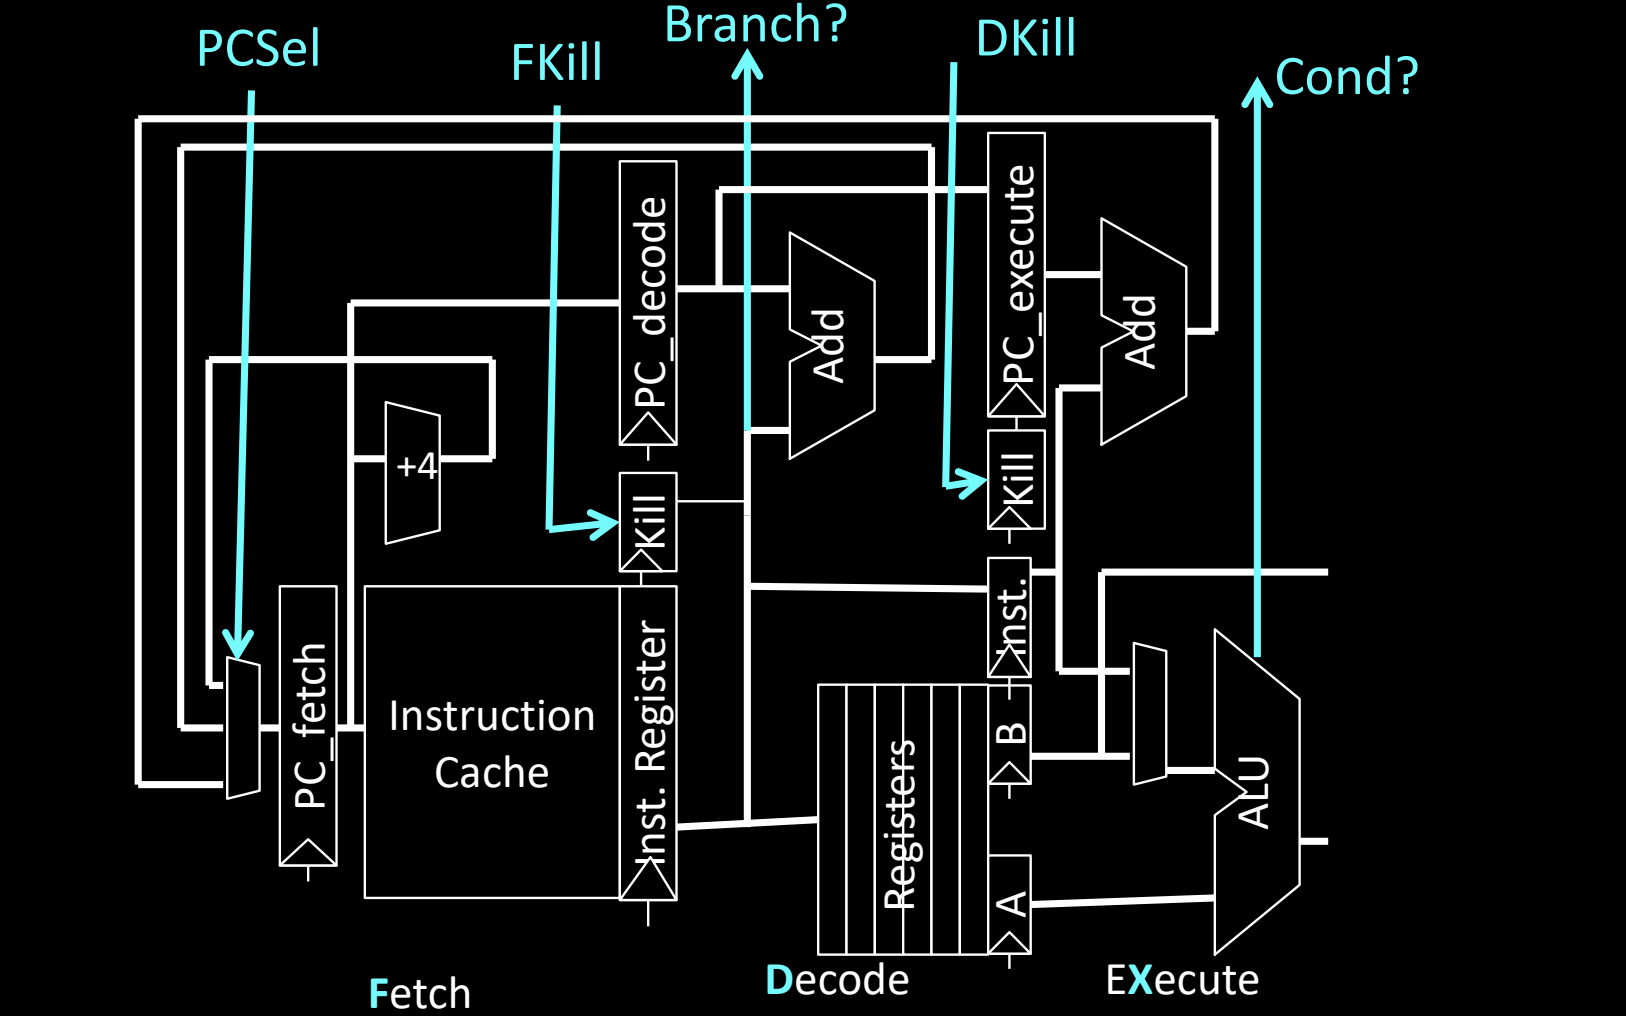 PCSel
FKill
Branch?
DKill
Cond?
PC_decode
PC_execute
Add
Add
+4
Kill
Kill
PC_fetch
Instruction
Cache
Inst. Register
Inst.
Registers
B
A
ALU
Fetch
Decode
EXecute